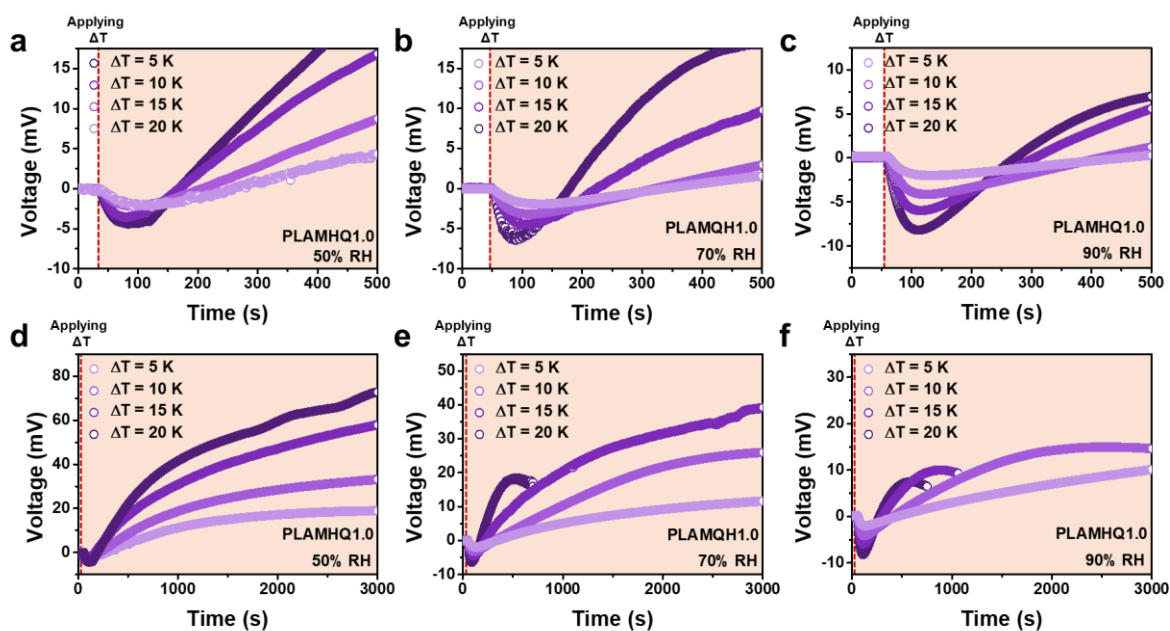 Applying
ΔT
a
ΔT = 5 K
ΔT = 10 K
ΔT = 15 K
ΔT = 20 K
15
10
5
0
-5
-10
Voltage (mV)
PLAMHQ1.0
50% RH
0
100
200
300
400
500
Time (s)
Applying
ΔT
b
ΔT = 5 K
ΔT = 10 K
ΔT = 15 K
ΔT = 20 K
15
10
5
0
-5
-10
Voltage (mV)
PLAMQH1.0
70% RH
0
100
200
300
400
500
Time (s)
Applying
ΔT
c
ΔT = 5 K
ΔT = 10 K
ΔT = 15 K
ΔT = 20 K
10
5
0
-5
-10
Voltage (mV)
PLAMHQ1.0
90% RH
0
100
200
300
400
500
Time (s)
Applying
ΔT
d
ΔT = 5 K
ΔT = 10 K
ΔT = 15 K
ΔT = 20 K
80
60
40
20
0
Voltage (mV)
PLAMHQ1.0
50% RH
0
1000
2000
3000
Time (s)
Applying
ΔT
e
ΔT = 5 K
ΔT = 10 K
ΔT = 15 K
ΔT = 20 K
50
40
30
20
10
0
-10
Voltage (mV)
PLAMQH1.0
70% RH
0
1000
2000
3000
Time (s)
Applying
ΔT
f
ΔT = 5 K
ΔT = 10 K
ΔT = 15 K
ΔT = 20 K
30
20
10
0
-10
Voltage (mV)
PLAMHQ1.0
90% RH
0
1000
2000
3000
Time (s)